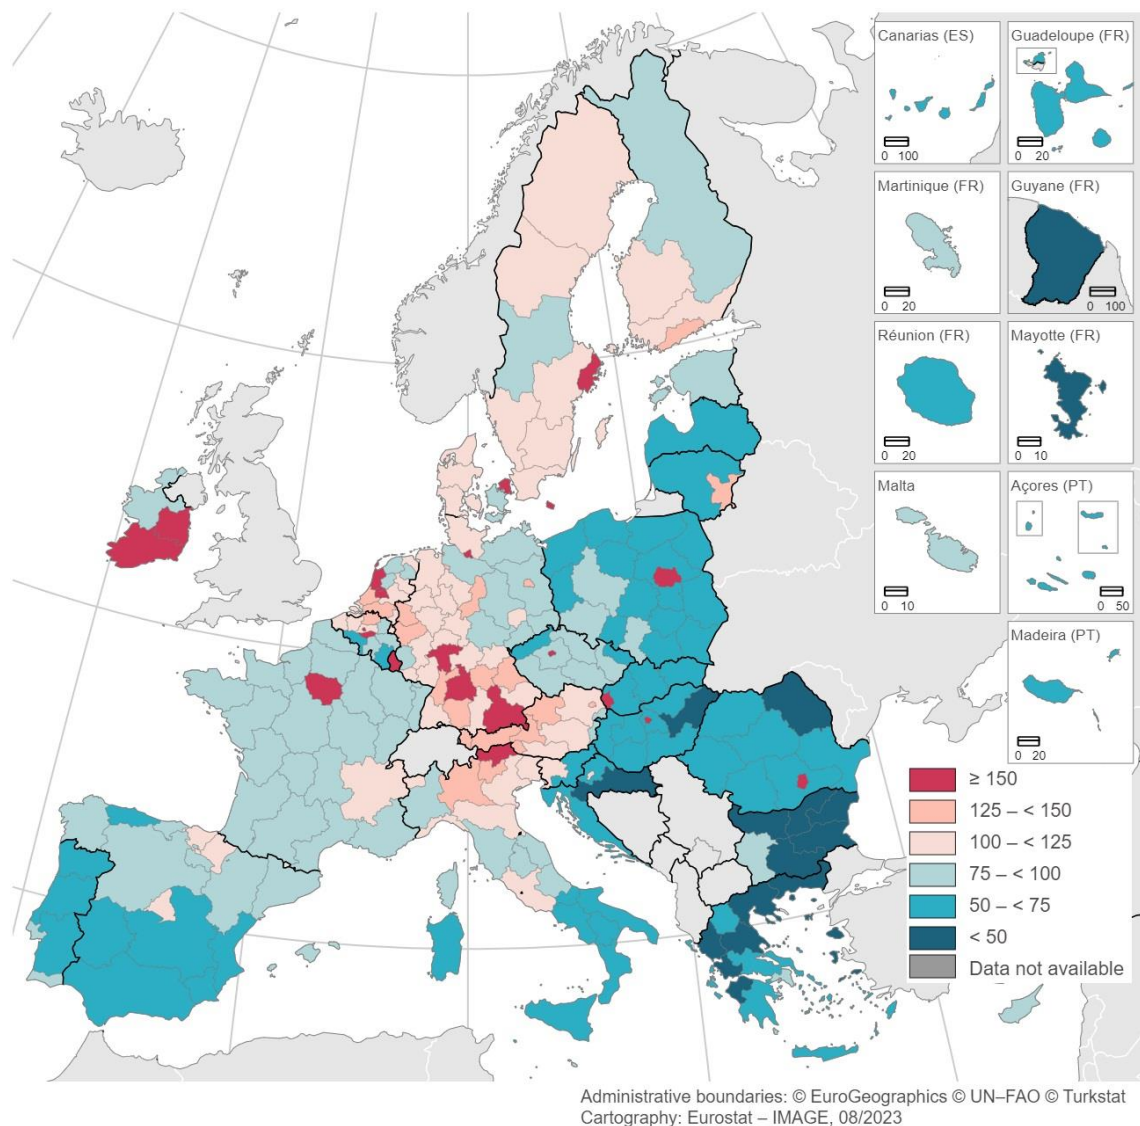 Canarias (ES)
0 100
Guadeloupe (FR)
0 20
Martinique (FR)
0 20
Guyane (FR)
0 100
Réunion (FR)
0 20
Mayotte (FR)
0 10
Malta
0 10
Açores (PT)
0 50
Madeira (PT)
0 20
≥ 150
125 – < 150
100 – < 125
75 – < 100
50 – < 75
< 50
Data not available
Administrative boundaries: © EuroGeographics © UN–FAO © Turkstat
Cartography: Eurostat – IMAGE, 08/2023